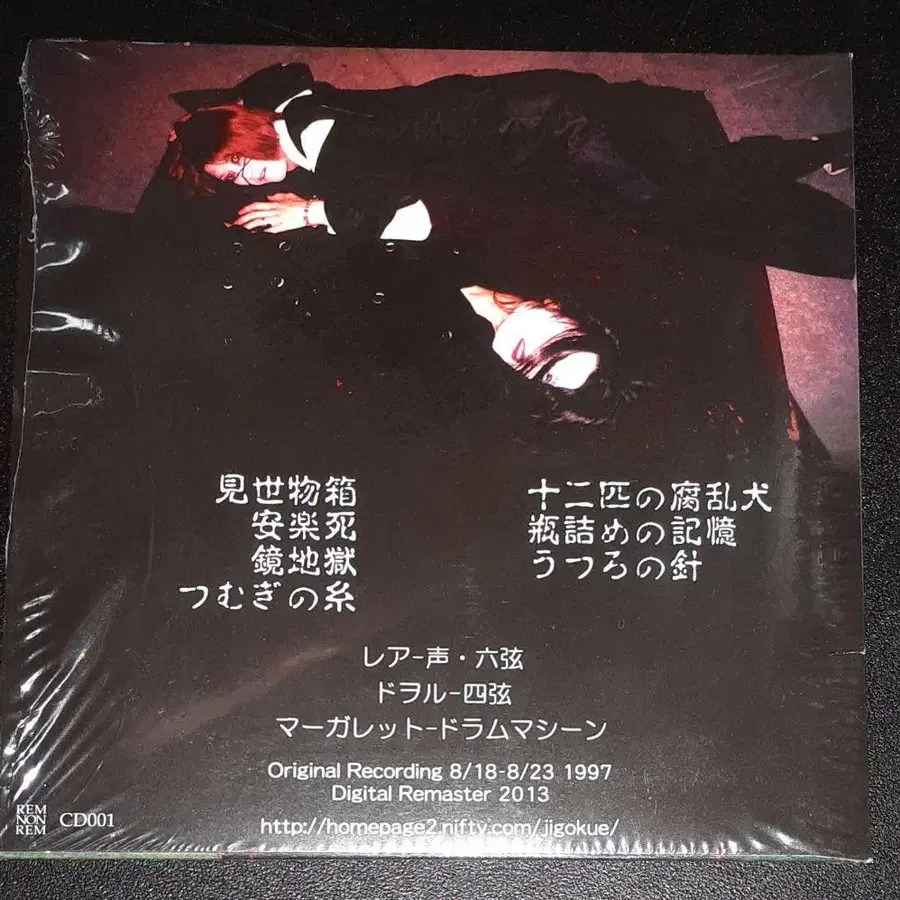 見世物箱
安楽死
鏡地獄
つむぎの糸
十二匹の腐乱犬
瓶詰めの記憶
うつろの針
レア-声・六弦
ドヲル-四弦
マーガレット-ドラムマシーン
Original Recording 8/18-8/23 1997
Digital Remaster 2013
http://homepage2.nifty.com/jigokue/
REM
NON
REM
CD001